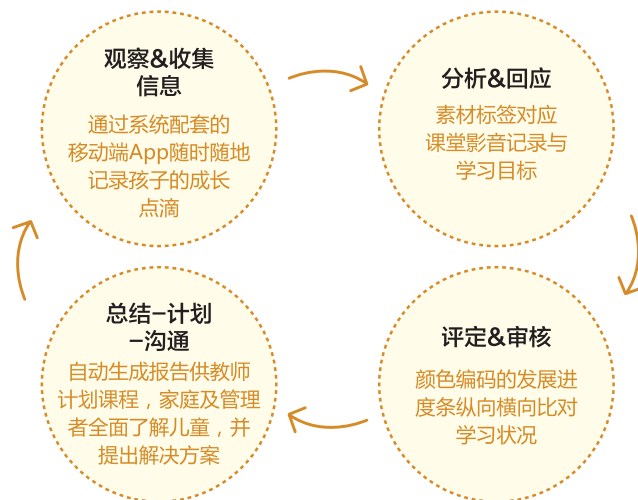 观察&收集
信息
通过系统配套的
移动端App随时随地
记录孩子的成长
点滴
分析&回应
素材标签对应
课堂影音记录与
学习目标
评定&审核
颜色编码的发展进
度条纵向横向比对
学习状况
总结–计划
–沟通
自动生成报告供教师
计划课程，家庭及管理
者全面了解儿童，并
提出解决方案